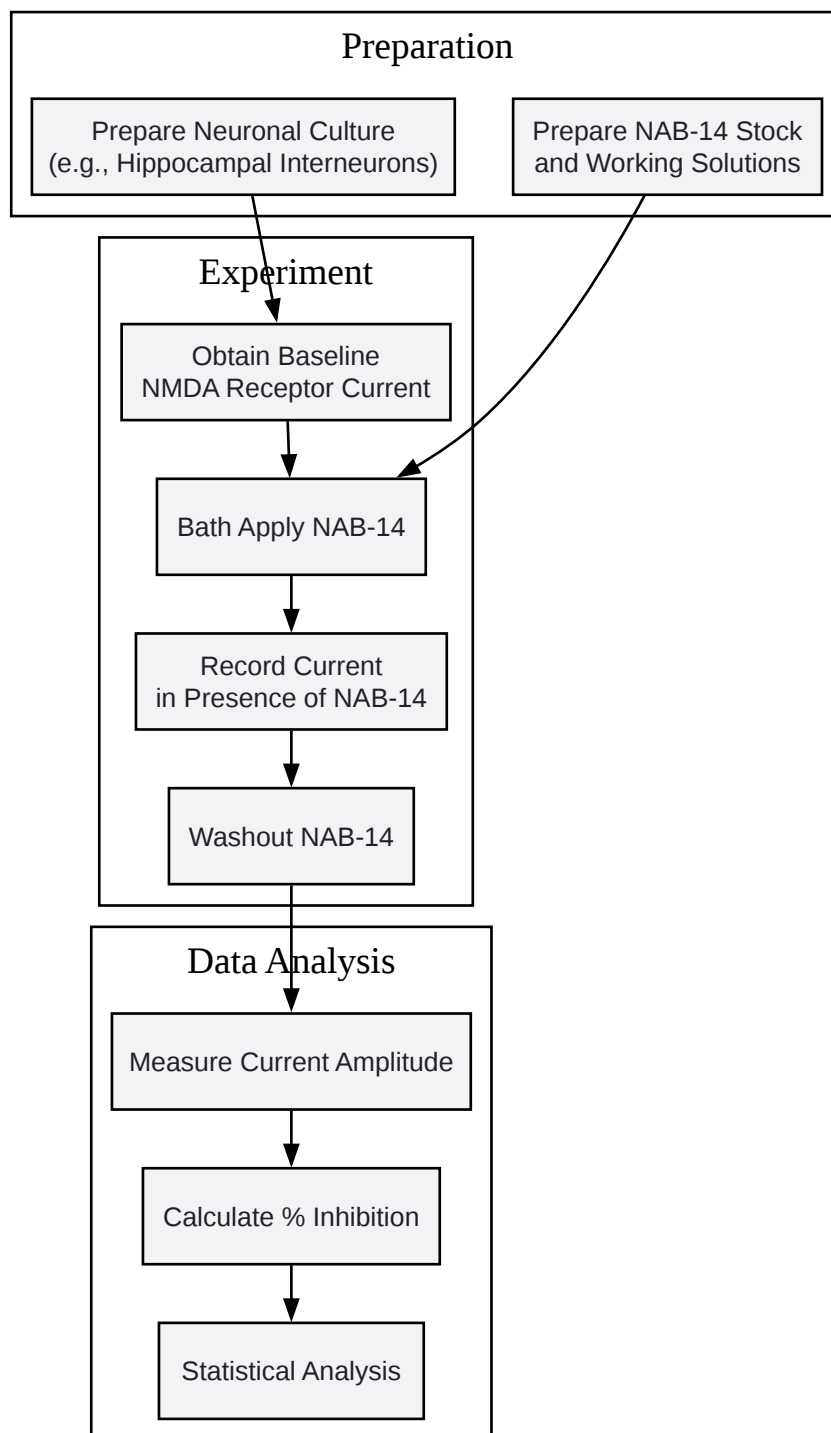 Preparation
Prepare Neuronal Culture
(e.g., Hippocampal Interneurons)
Prepare NAB-14 Stock
and Working Solutions
Experiment
Obtain Baseline
NMDA Receptor Current
Bath Apply NAB-14
Record Current
in Presence of NAB-14
Washout NAB-14
Data Analysis
Measure Current Amplitude
Calculate % Inhibition
Statistical Analysis